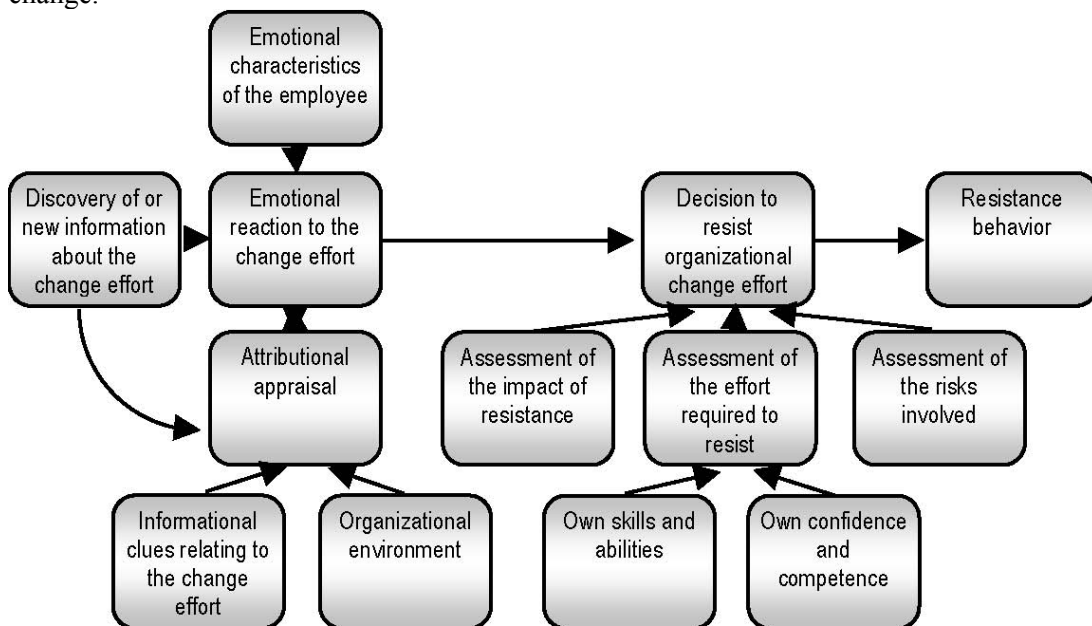 change.
Emotional
characteristics
of the employee
Discovery of or
new information
about the
change effort
Emotional
reaction to the
change effort
Decision to
resist
organizational
change effort
Resistance
behavior
Attributional
appraisal
Assessment of
the impact of
resistance
Assessment of
the effort
required to
resist
Assessment of
the risks
involved
Informational
clues relating to
the change
effort
Organizational
environment
Own skills and
abilities
Own confidence
and
competence